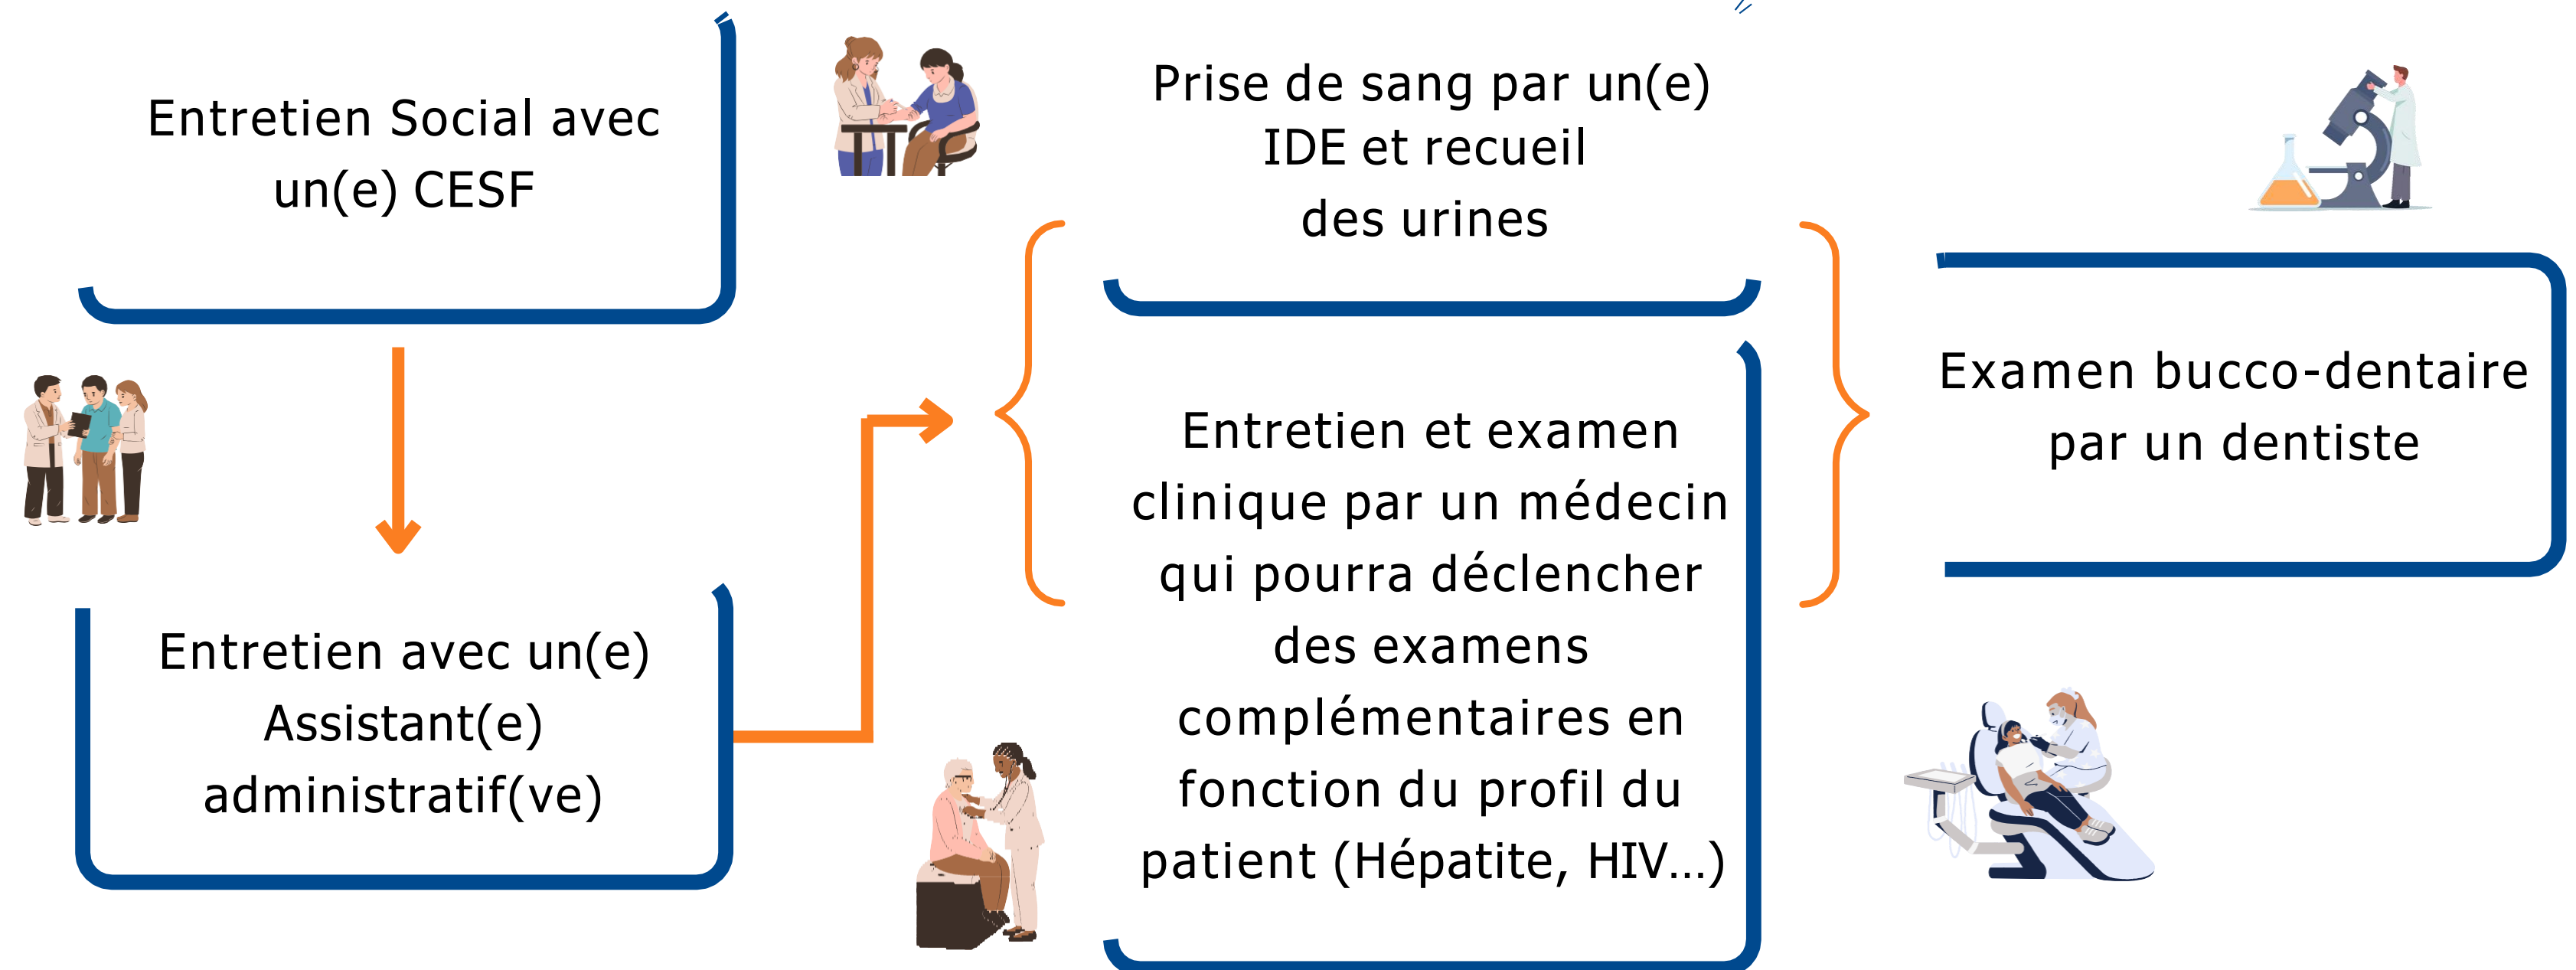 Entretien Social avec
un(e) CESF
Entretien avec un(e)
Assistant(e)
administratif(ve)
Prise de sang par un(e)
IDE et recueil
des urines
Entretien et examen
clinique par un médecin
qui pourra déclencher
des examens
complémentaires en
fonction du profil du
patient (Hépatite, HIV...)
Examen bucco-dentaire
par un dentiste